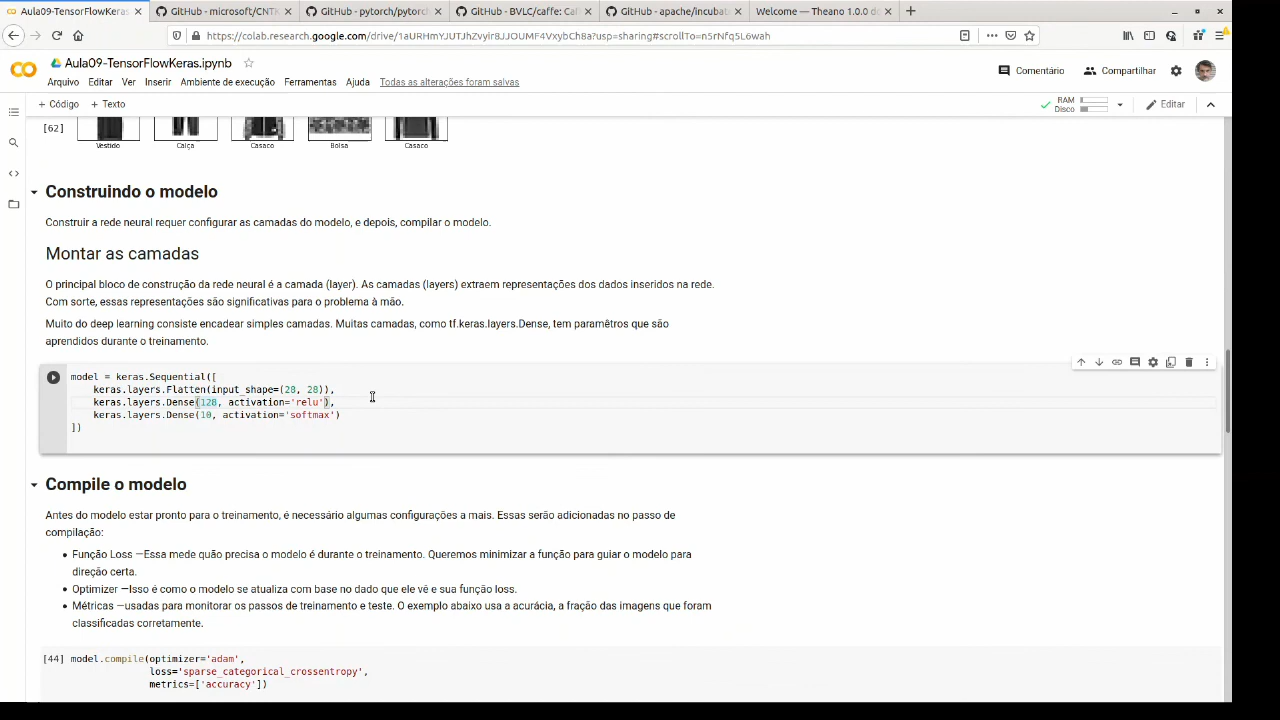 Aula09-TensorFlowKeras
GitHub - microsoft/CNTK
GitHub - pytorch/pytorch
GitHub - BVLC/caffe: Caf
GitHub - apache/incubat
Welcome — Theano 1.0.0 d
https://colab.research.google.com/drive/1aURHmYJUTJhZvyir8JJOUMF4VxybCh8a?usp=sharing#scrollTo=n5rNfq5L6wah
Aula09-TensorFlowKeras.ipynb
Arquivo Editar Ver Inserir Ambiente de execução Ferramentas Ajuda Todas as alterações foram salvas
Comentário Compartilhar
+ Código + Texto
RAM
Disco
Editar
[62]
Vestido Calça Casaco Bolsa Casaco
Construindo o modelo
Construir a rede neural requer configurar as camadas do modelo, e depois, compilar o modelo.
Montar as camadas
O principal bloco de construção da rede neural é a camada (layer). As camadas (layers) extraem representações dos dados inseridos na rede.
Com sorte, essas representações são significativas para o problema à mão.
Muito do deep learning consiste encadear simples camadas. Muitas camadas, como tf.keras.layers.Dense, tem paramêtros que são
aprendidos durante o treinamento.
model = keras.Sequential([
    keras.layers.Flatten(input_shape=(28, 28)),
    keras.layers.Dense(128, activation='relu'),
    keras.layers.Dense(10, activation='softmax')
])
Compile o modelo
Antes do modelo estar pronto para o treinamento, é necessário algumas configurações a mais. Essas serão adicionadas no passo de
compilação:
• Função Loss —Essa mede quão precisa o modelo é durante o treinamento. Queremos minimizar a função para guiar o modelo para
direção certa.
• Optimizer —Isso é como o modelo se atualiza com base no dado que ele vê e sua função loss.
• Métricas —usadas para monitorar os passos de treinamento e teste. O exemplo abaixo usa a acurácia, a fração das imagens que foram
classificadas corretamente.
[44] model.compile(optimizer='adam',
loss='sparse_categorical_crossentropy',
metrics=['accuracy'])